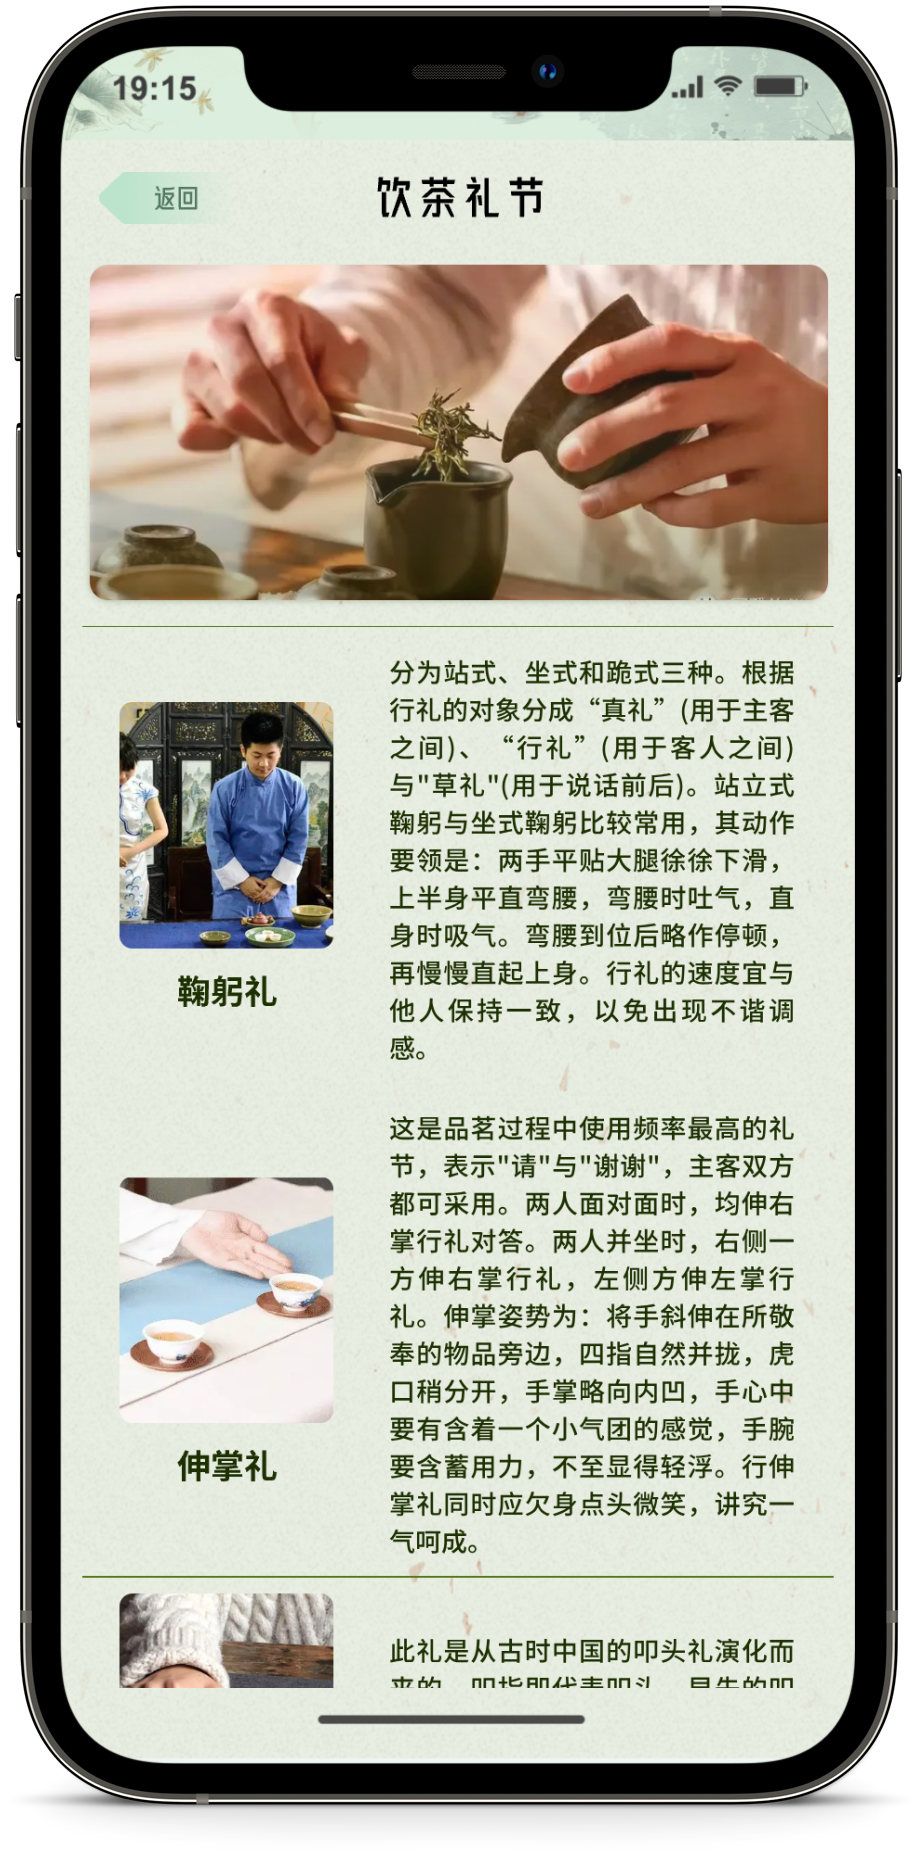 19:15
返回
饮茶礼节
分为站式、坐式和跪式三种。根据
行礼的对象分成“真礼”(用于主客
之间)、“行礼”(用于客人之间)
与"草礼"(用于说话前后)。站立式
鞠躬与坐式鞠躬比较常用，其动作
要领是：两手平贴大腿徐徐下滑，
上半身平直弯腰，弯腰时吐气，直
身时吸气。弯腰到位后略作停顿，
再慢慢直起上身。行礼的速度宜与
他人保持一致，以免出现不谐调
感。
鞠躬礼
这是品茗过程中使用频率最高的礼
节，表示"请"与"谢谢"，主客双方
都可采用。两人面对面时，均伸右
掌行礼对答。两人并坐时，右侧一
方伸右掌行礼，左侧方伸左掌行
礼。伸掌姿势为：将手斜伸在所敬
奉的物品旁边，四指自然并拢，虎
口稍分开，手掌略向内凹，手心中
要有含着一个小气团的感觉，手腕
要含蓄用力，不至显得轻浮。行伸
掌礼同时应欠身点头微笑，讲究一
气呵成。
伸掌礼
此礼是从古时中国的叩头礼演化而
来的，叩指即代表叩头。早先的叩